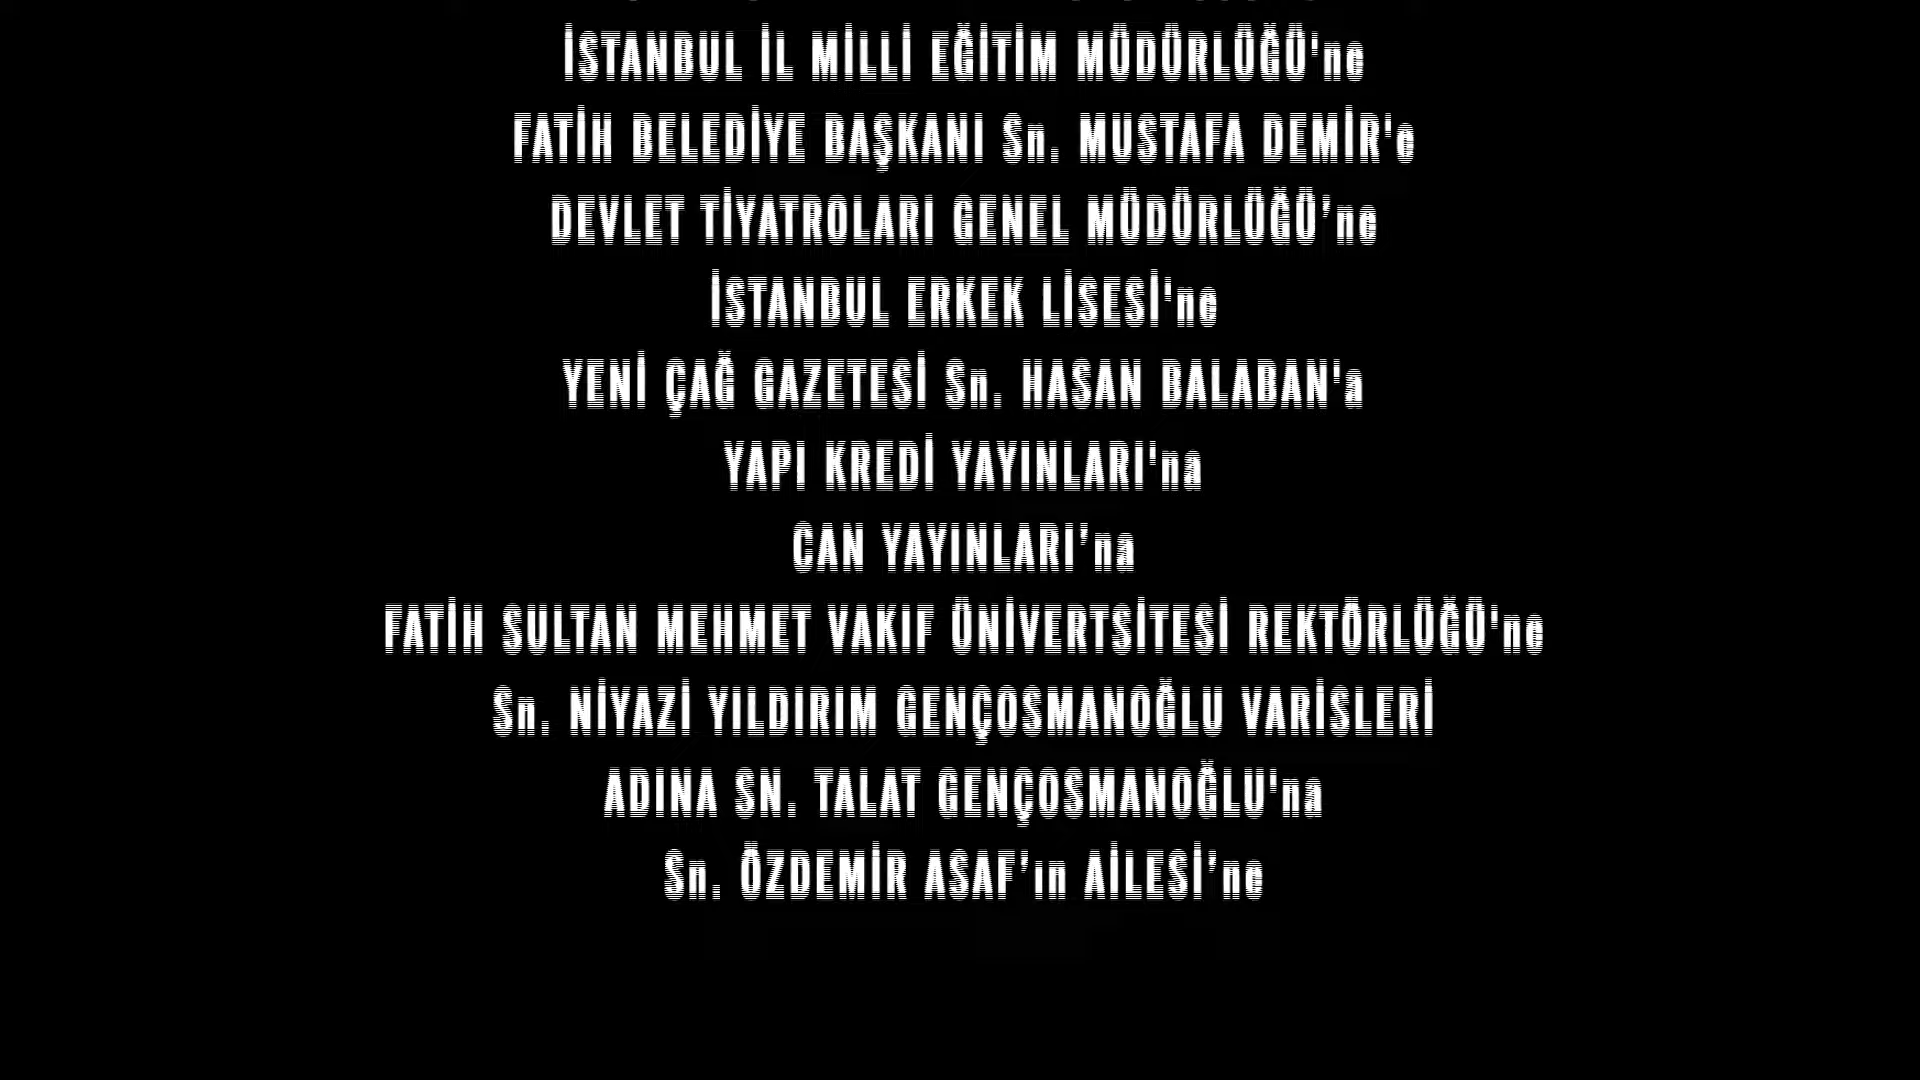 İSTANBUL İL MİLLİ EĞİTİM MÜDÜRLÜĞÜ'ne
FATİH BELEDİYE BAŞKANI Sn. MUSTAFA DEMİR'e
DEVLET TİYATROLARI GENEL MÜDÜRLÜĞÜ’ne
İSTANBUL ERKEK LİSESİ'ne
YENİ ÇAĞ GAZETESİ Sn. HASAN BALABAN'a
YAPI KREDİ YAYINLARI'na
CAN YAYINLARI’na
FATİH SULTAN MEHMET VAKIF ÜNİVERTSİTESİ REKTÖRLÜĞÜ'ne
Sn. NİYAZİ YILDIRIM GENÇOSMANOĞLU VARİSLERİ
ADINA SN. TALAT GENÇOSMANOĞLU'na
Sn. ÖZDEMİR ASAF’ın AİLESİ’ne